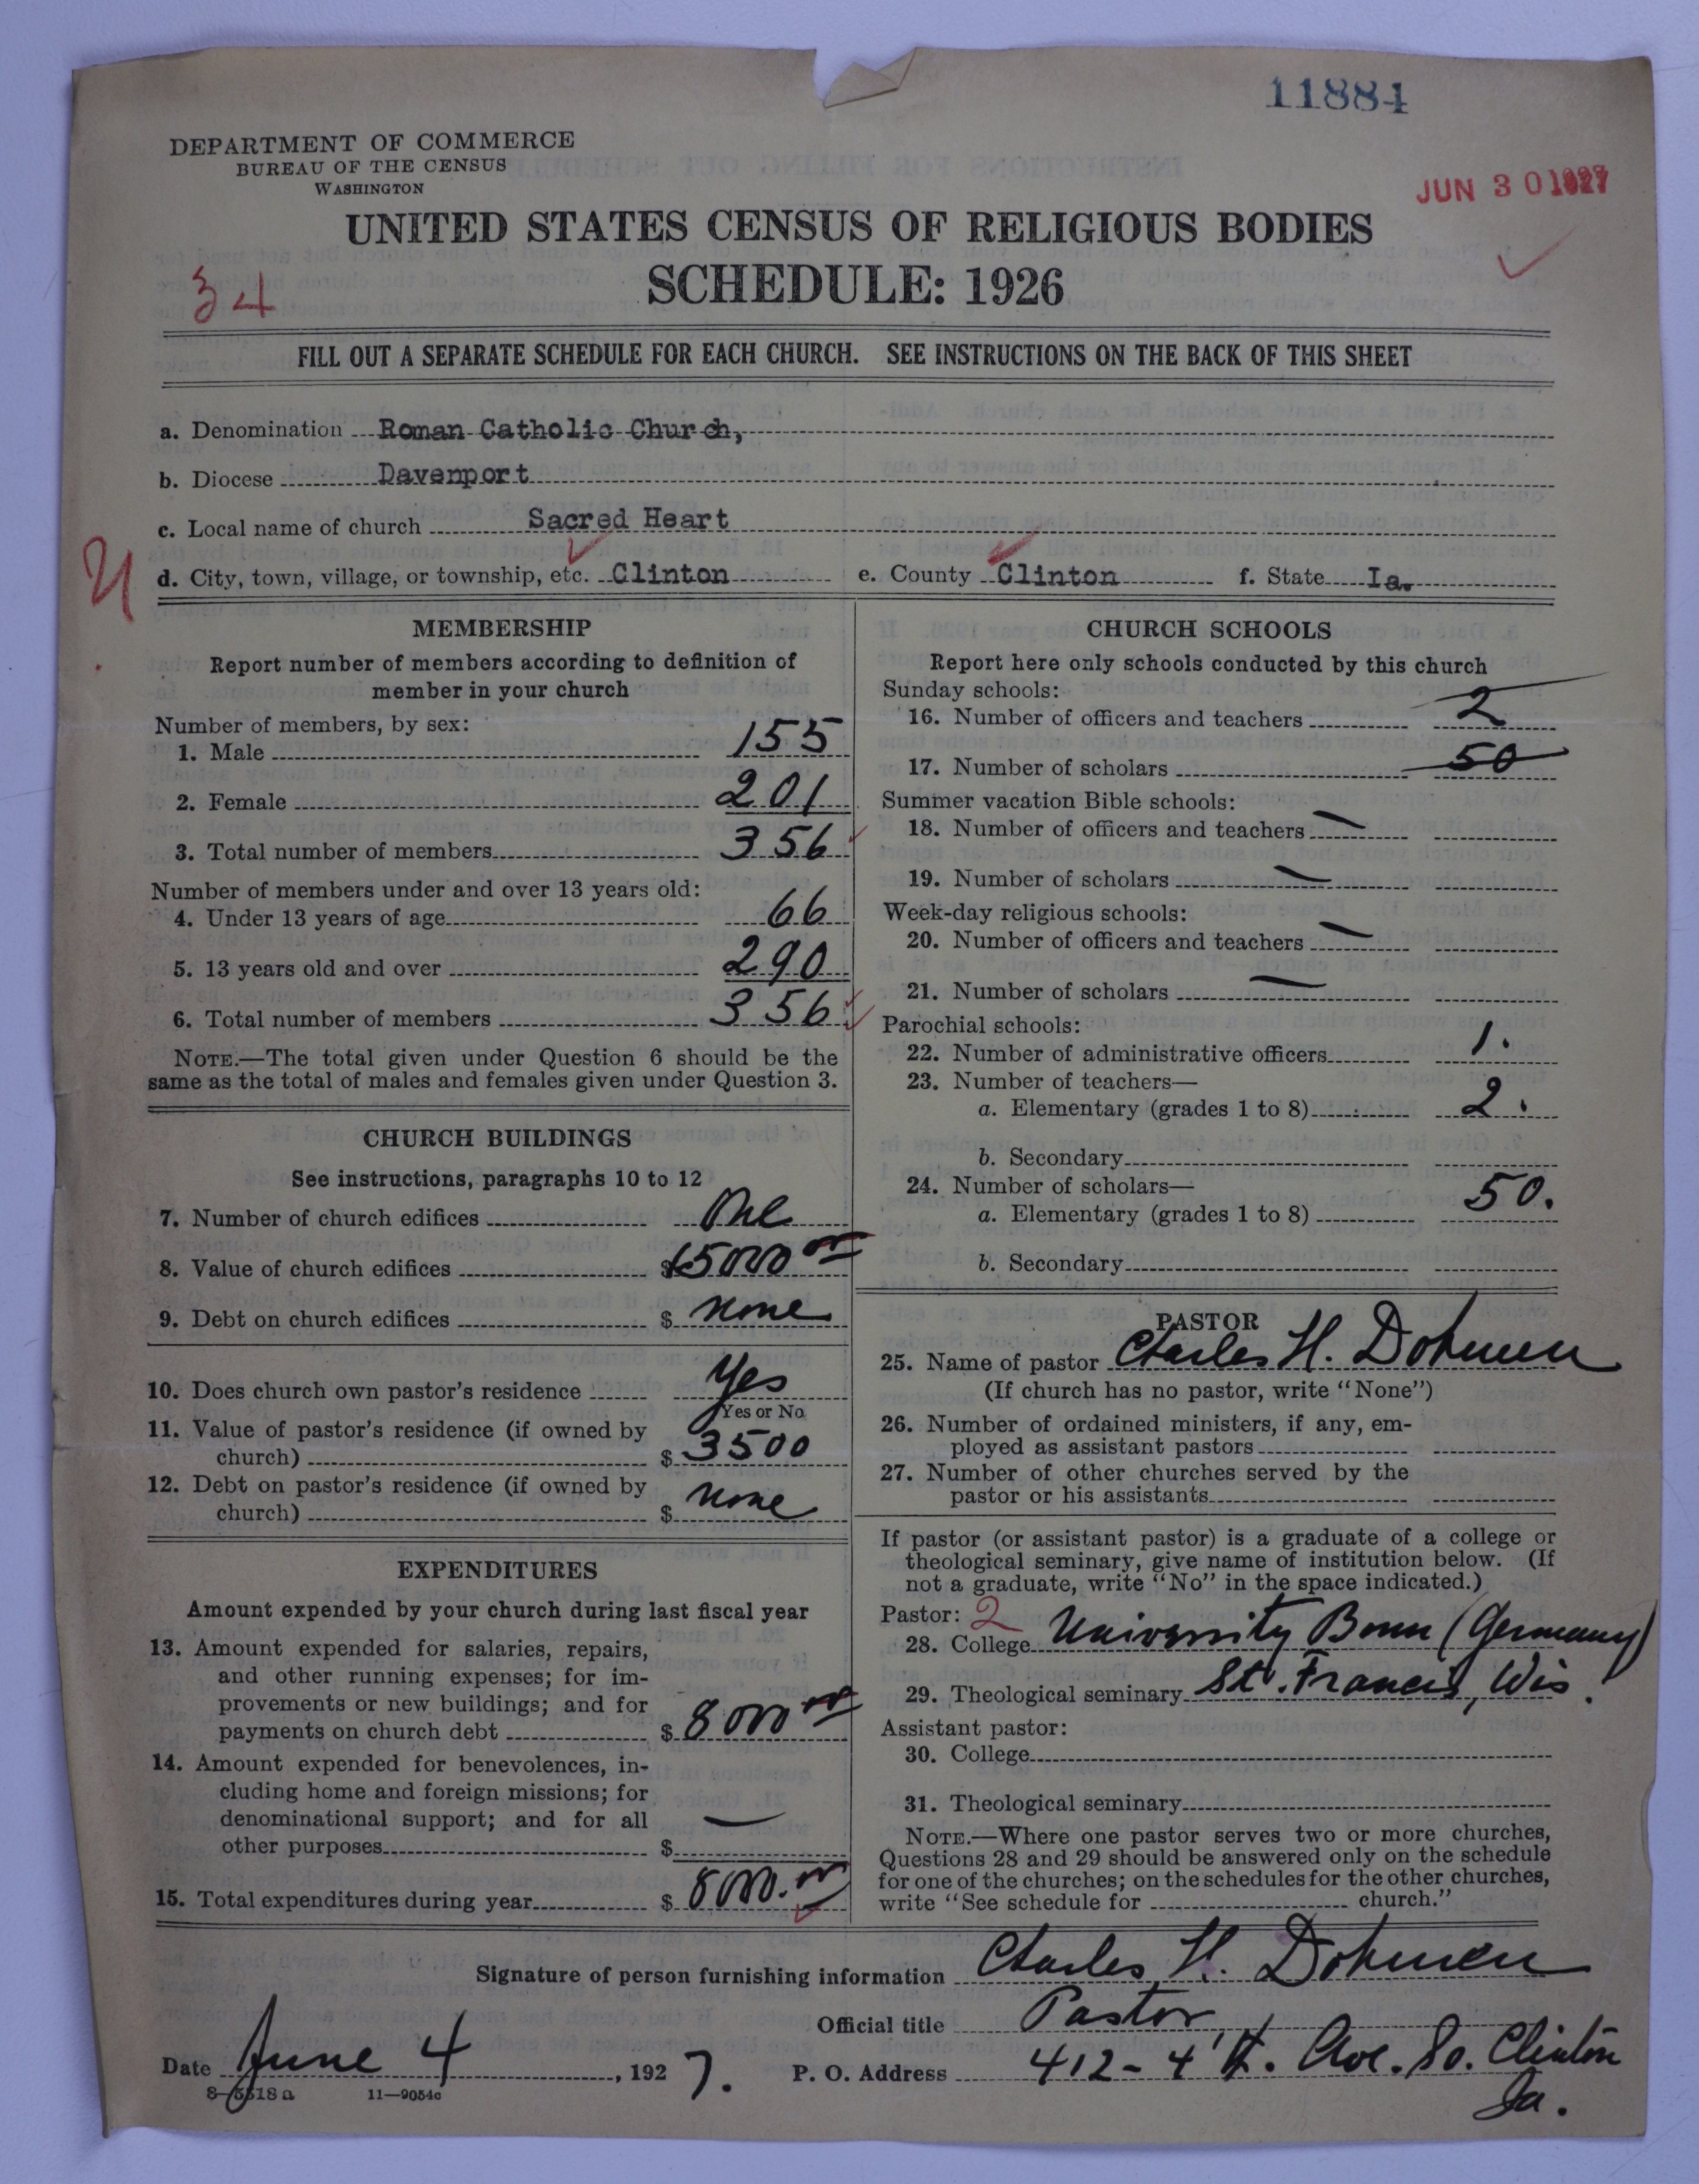 11884
DEPARTMENT OF COMMERCE
BUREAU OF THE CENSUS
WASHINGTON
JUN 30 1927
UNITED STATES CENSUS OF RELIGIOUS BODIES
SCHEDULE: 1926
34
FILL OUT A SEPARATE SCHEDULE FOR EACH CHURCH. SEE INSTRUCTIONS ON THE BACK OF THIS SHEET
a. Denomination Roman Catholic Church,
b. Diocese Davenport
c. Local name of church Sacred Heart
d. City, town, village, or township, etc. Clinton e. County Clinton f. State Ia.
MEMBERSHIP
Report number of members according to definition of
member in your church
Number of members, by sex:
1. Male 155
2. Female 201
3. Total number of members 356
Number of members under and over 13 years old:
4. Under 13 years of age 66
5. 13 years old and over 290
6. Total number of members 356
NOTE.—The total given under Question 6 should be the
same as the total of males and females given under Question 3.
CHURCH BUILDINGS
See instructions, paragraphs 10 to 12
7. Number of church edifices One
8. Value of church edifices $15000 00
9. Debt on church edifices $ none
10. Does church own pastor's residence Yes
Yes or No
11. Value of pastor's residence (if owned by
church) $ 3500
12. Debt on pastor's residence (if owned by
church) $ none
EXPENDITURES
Amount expended by your church during last fiscal year
13. Amount expended for salaries, repairs,
and other running expenses; for im-
provements or new buildings; and for
payments on church debt $ 8000 00
14. Amount expended for benevolences, in-
cluding home and foreign missions; for
denominational support; and for all
other purposes $ —
15. Total expenditures during year $ 8000.00
CHURCH SCHOOLS
Report here only schools conducted by this church
Sunday schools:
16. Number of officers and teachers 2
17. Number of scholars 50
Summer vacation Bible schools:
18. Number of officers and teachers —
19. Number of scholars —
Week-day religious schools:
20. Number of officers and teachers —
21. Number of scholars —
Parochial schools:
22. Number of administrative officers 1.
23. Number of teachers—
a. Elementary (grades 1 to 8) 2.
b. Secondary
24. Number of scholars—
a. Elementary (grades 1 to 8) 50.
b. Secondary
PASTOR
25. Name of pastor Charles H. Dohmen
(If church has no pastor, write "None")
26. Number of ordained ministers, if any, em-
ployed as assistant pastors
27. Number of other churches served by the
pastor or his assistants
If pastor (or assistant pastor) is a graduate of a college or
theological seminary, give name of institution below. (If
not a graduate, write "No" in the space indicated.)
Pastor: 2
28. College University Bonn (Germany)
29. Theological seminary St. Francis, Wis.
Assistant pastor:
30. College
31. Theological seminary
NOTE.—Where one pastor serves two or more churches,
Questions 28 and 29 should be answered only on the schedule
for one of the churches; on the schedules for the other churches,
write "See schedule for church."
Signature of person furnishing information Charles H. Dohmen
Official title Pastor
Date June 4, 1927. P. O. Address 412-4th. Ave. So. Clinton
Ia.
8—5518a 11—9054c